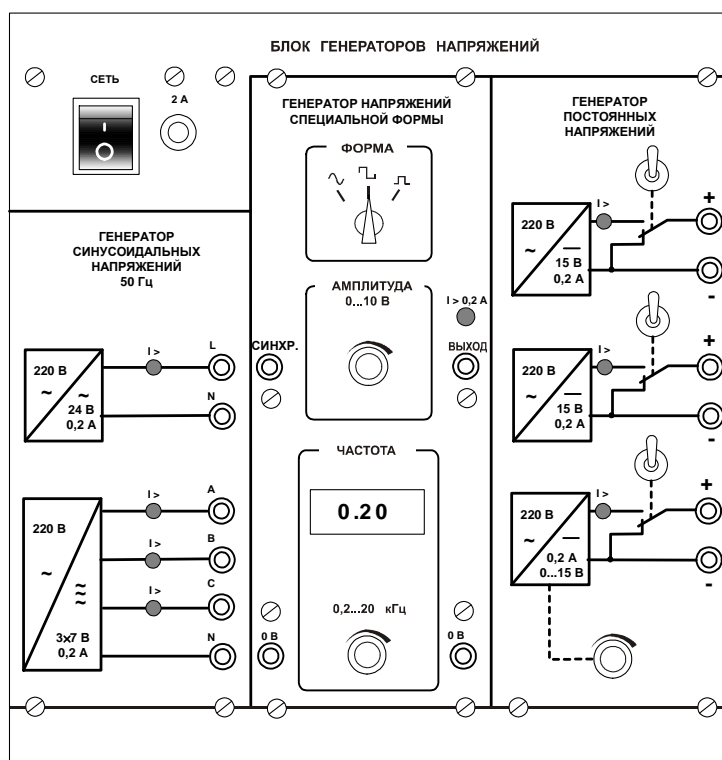 БЛОК ГЕНЕРАТОРОВ НАПРЯЖЕНИЙ
СЕТЬ
2 А
I
O
ГЕНЕРАТОР
СИНУСОИДАЛЬНЫХ
НАПРЯЖЕНИЙ
50 Гц
220 В
~
~
24 В
0,2 А
I >
L
N
220 В
~
3×7 В
0,2 А
I >
A
I >
B
I >
C
N
ГЕНЕРАТОР НАПРЯЖЕНИЙ
СПЕЦИАЛЬНОЙ ФОРМЫ
ФОРМА
АМПЛИТУДА
0...10 В
I > 0,2 А
СИНХР.
ВЫХОД
ЧАСТОТА
0.20
0,2...20 кГц
0 В
0 В
ГЕНЕРАТОР
ПОСТОЯННЫХ
НАПРЯЖЕНИЙ
220 В
~
15 В
0,2 А
I >
+
-
220 В
~
15 В
0,2 А
I >
+
-
220 В
~
0,2 А
0...15 В
I >
+
-